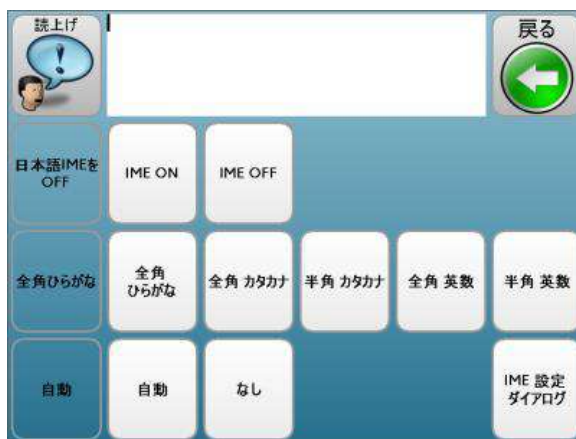 読上げ
戻る
日本語IMEを
OFF
IME ON
IME OFF
全角ひらがな
全角
ひらがな
全角 カタカナ
半角 カタカナ
全角 英数
半角 英数
自動
自動
なし
IME 設定
ダイアログ